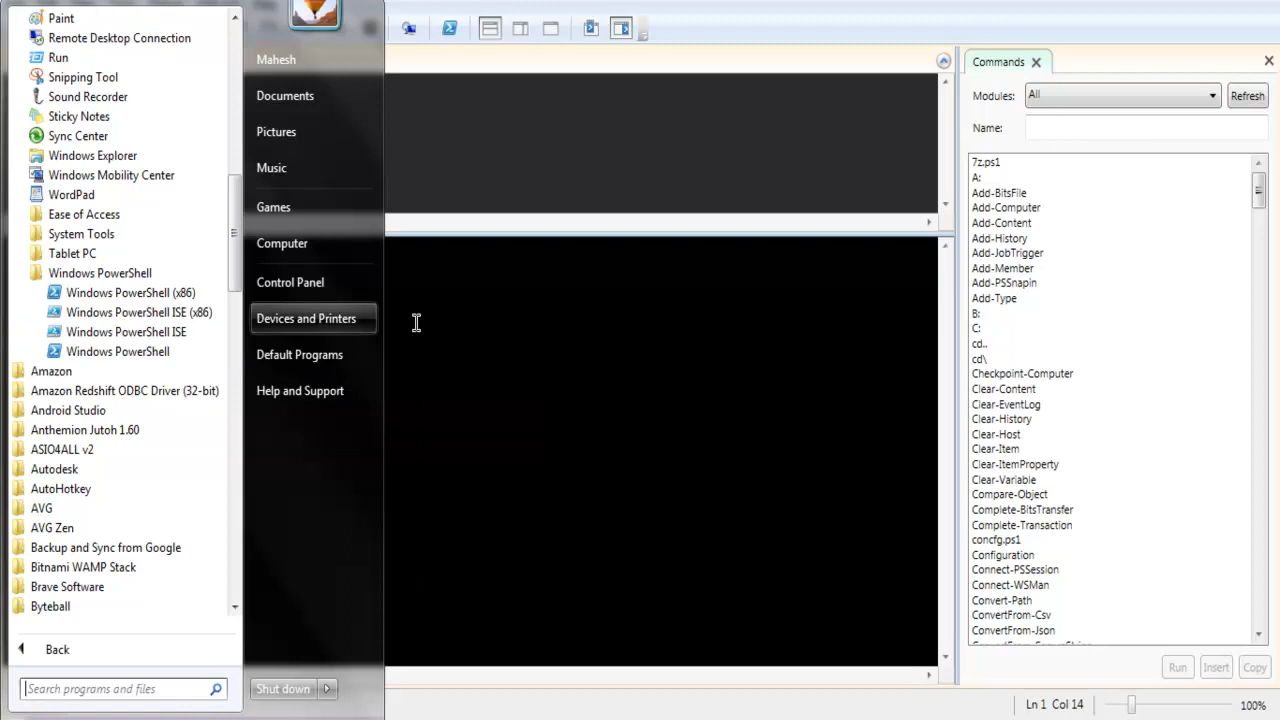 Paint
Remote Desktop Connection
Run
Snipping Tool
Sound Recorder
Sticky Notes
Sync Center
Windows Explorer
Windows Mobility Center
WordPad
Ease of Access
System Tools
Tablet PC
Windows PowerShell
Windows PowerShell (x86)
Windows PowerShell ISE (x86)
Windows PowerShell ISE
Windows PowerShell
Amazon
Amazon Redshift ODBC Driver (32-bit)
Android Studio
Anthemion Jutoh 1.60
ASIO4ALL v2
Autodesk
AutoHotkey
AVG
AVG Zen
Backup and Sync from Google
Bitnami WAMP Stack
Brave Software
Byteball
Back
Search programs and files
Mahesh
Documents
Pictures
Music
Games
Computer
Control Panel
Devices and Printers
Default Programs
Help and Support
Shut down
Commands
Modules: All Refresh
Name:
7z.ps1
A:
Add-BitsFile
Add-Computer
Add-Content
Add-History
Add-JobTrigger
Add-Member
Add-PSSnapin
Add-Type
B:
C:
cd..
cd\
Checkpoint-Computer
Clear-Content
Clear-EventLog
Clear-History
Clear-Host
Clear-Item
Clear-ItemProperty
Clear-Variable
Compare-Object
Complete-BitsTransfer
Complete-Transaction
concfg.ps1
Configuration
Connect-PSSession
Connect-WSMan
Convert-Path
ConvertFrom-Csv
ConvertFrom-Json
Run Insert Copy
Ln 1 Col 14 100%